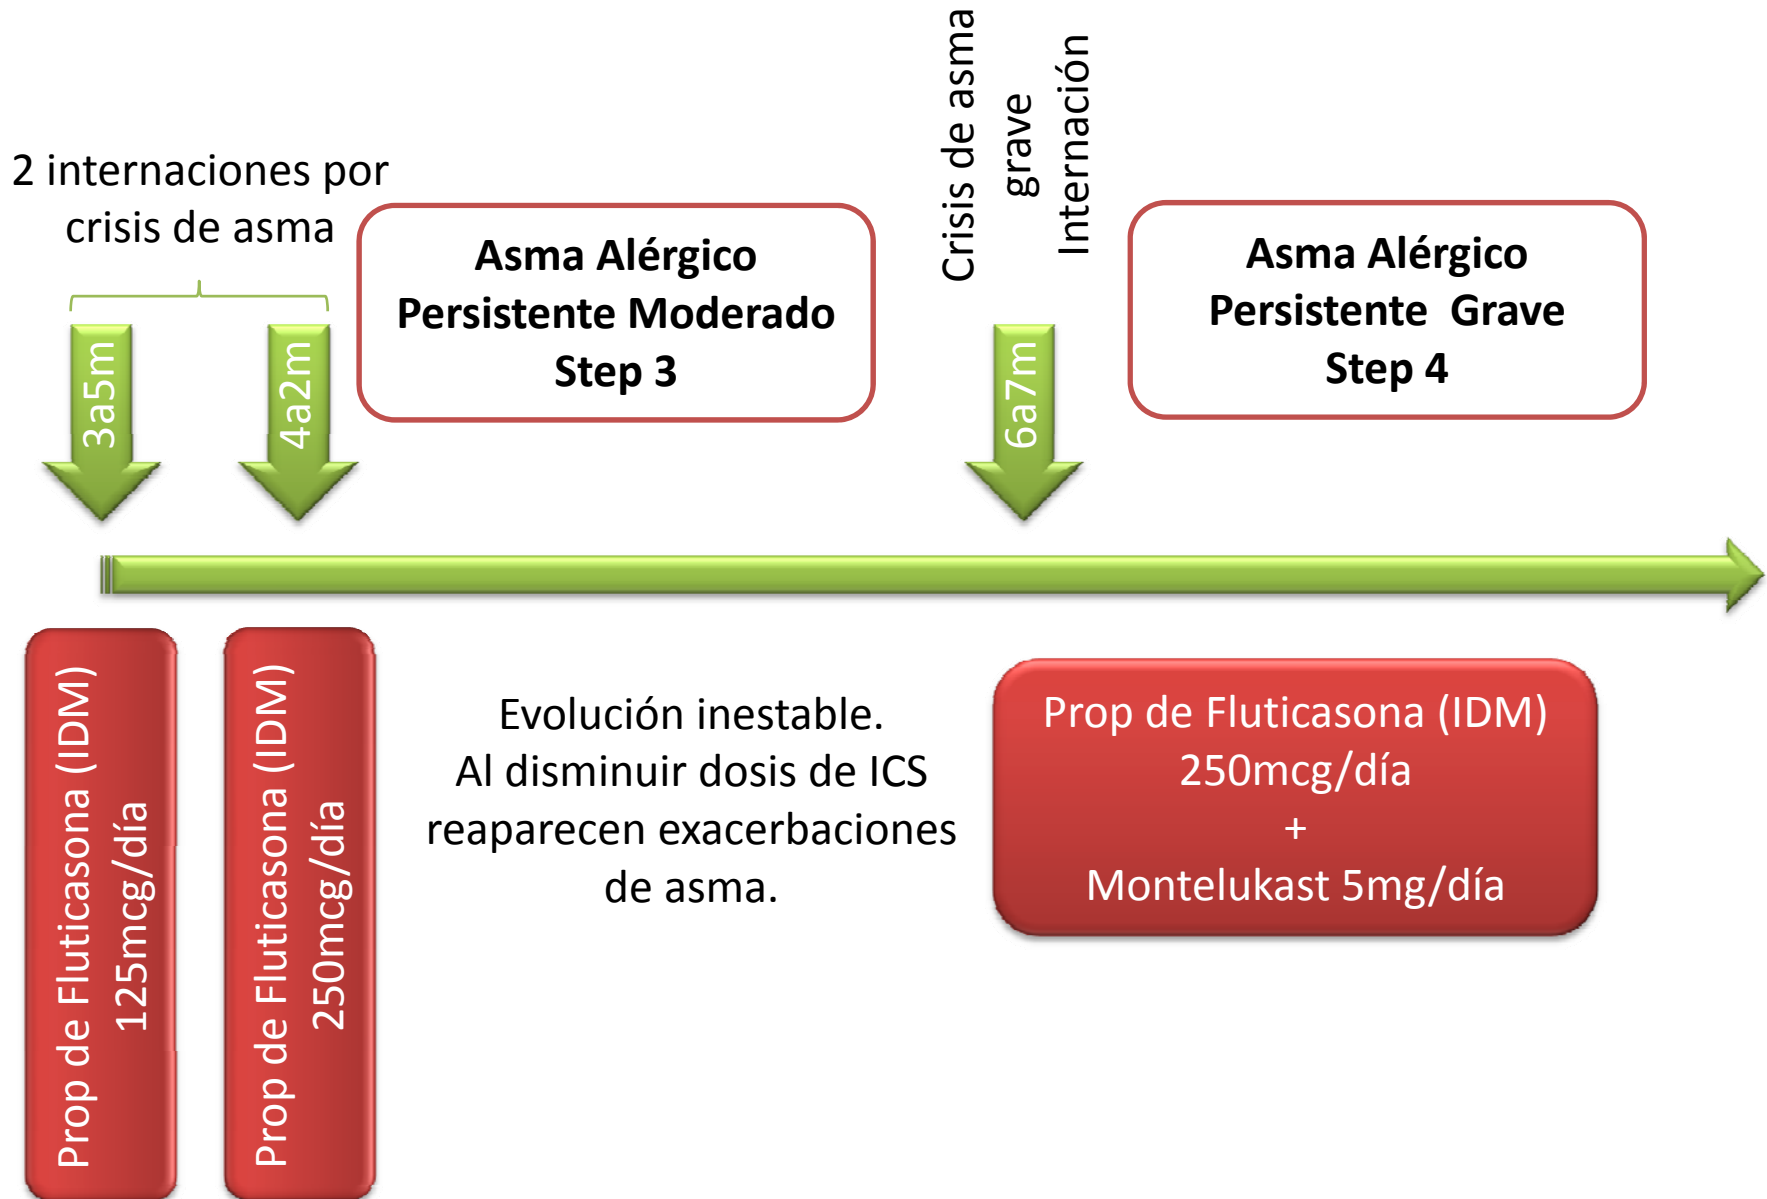 2 internaciones por
crisis de asma
3a5m
4a2m
Asma Alérgico
Persistente Moderado
Step 3
Crisis de asma
grave
Internación
6a7m
Asma Alérgico
Persistente  Grave
Step 4
Prop de Fluticasona (IDM)
125mcg/día
Prop de Fluticasona (IDM)
250mcg/día
Evolución inestable.
Al disminuir dosis de ICS
reaparecen exacerbaciones
de asma.
Prop de Fluticasona (IDM)
250mcg/día
+
Montelukast 5mg/día